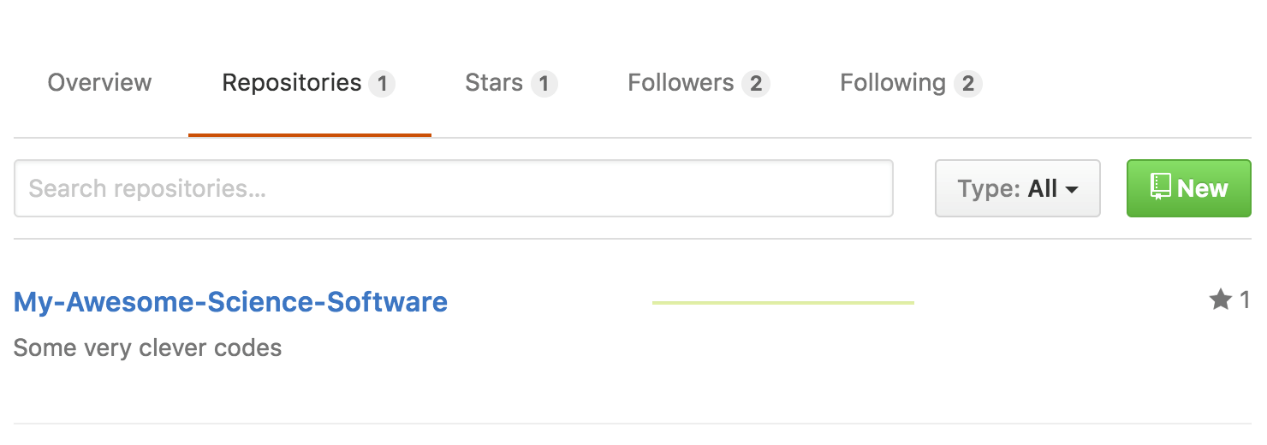 Overview Repositories 1 Stars 1 Followers 2 Following 2
Search repositories... Type: All New
My-Awesome-Science-Software 1
Some very clever codes